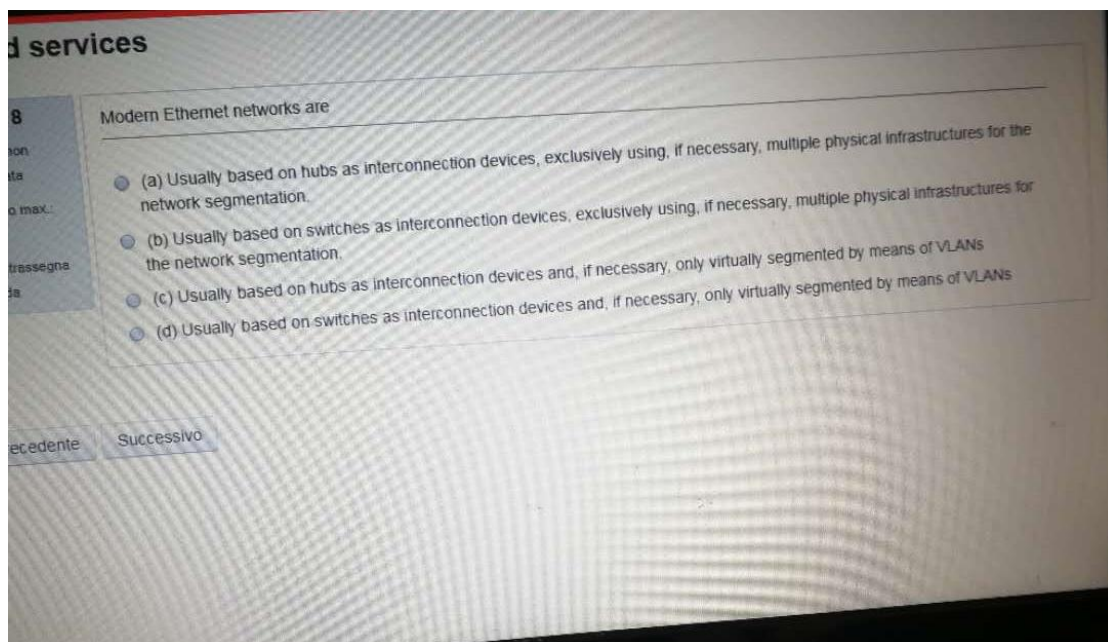 services
8
Modern Ethernet networks are
(a) Usually based on hubs as interconnection devices, exclusively using, if necessary, multiple physical infrastructures for the
network segmentation.
max.:
(b) Usually based on switches as interconnection devices, exclusively using, if necessary, multiple physical infrastructures for
the network segmentation.
(c) Usually based on hubs as interconnection devices and, if necessary, only virtually segmented by means of VLANs
(d) Usually based on switches as interconnection devices and, if necessary, only virtually segmented by means of VLANs
ecedente Successivo